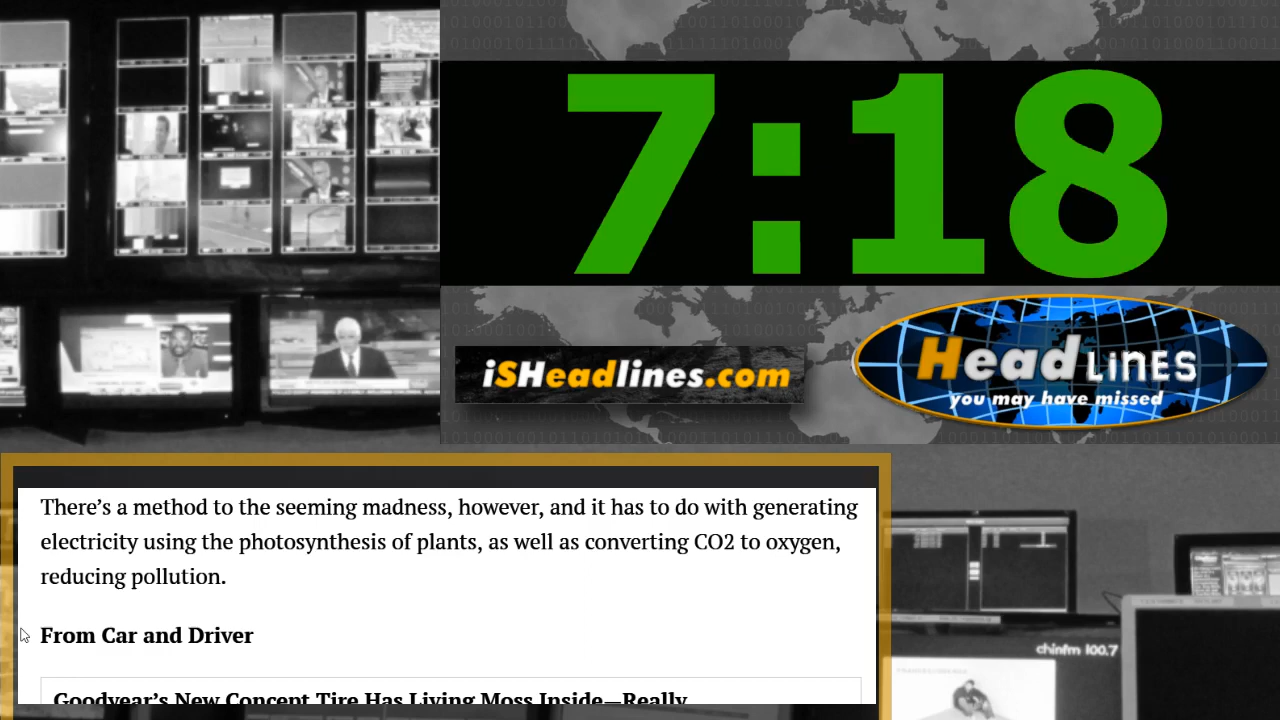 7:18
iSHeadlines.com
HeadLINES
you may have missed
There's a method to the seeming madness, however, and it has to do with generating
electricity using the photosynthesis of plants, as well as converting CO2 to oxygen,
reducing pollution.
From Car and Driver
Goodyear's New Concept Tire Has Living Moss Inside—Really
chinfm 100.7